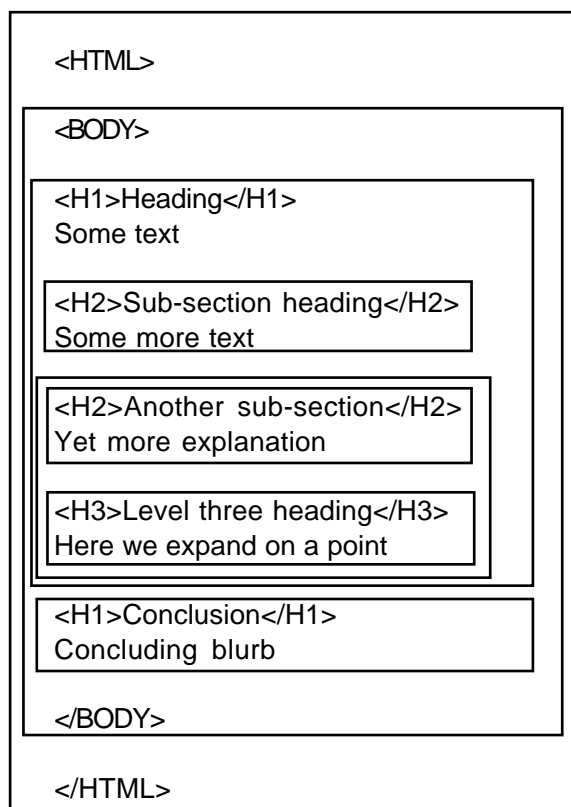 <HTML>
<BODY>
<H1>Heading</H1>
Some text
<H2>Sub-section heading</H2>
Some more text
<H2>Another sub-section</H2>
Yet more explanation
<H3>Level three heading</H3>
Here we expand on a point
<H1>Conclusion</H1>
Concluding blurb
</BODY>
</HTML>